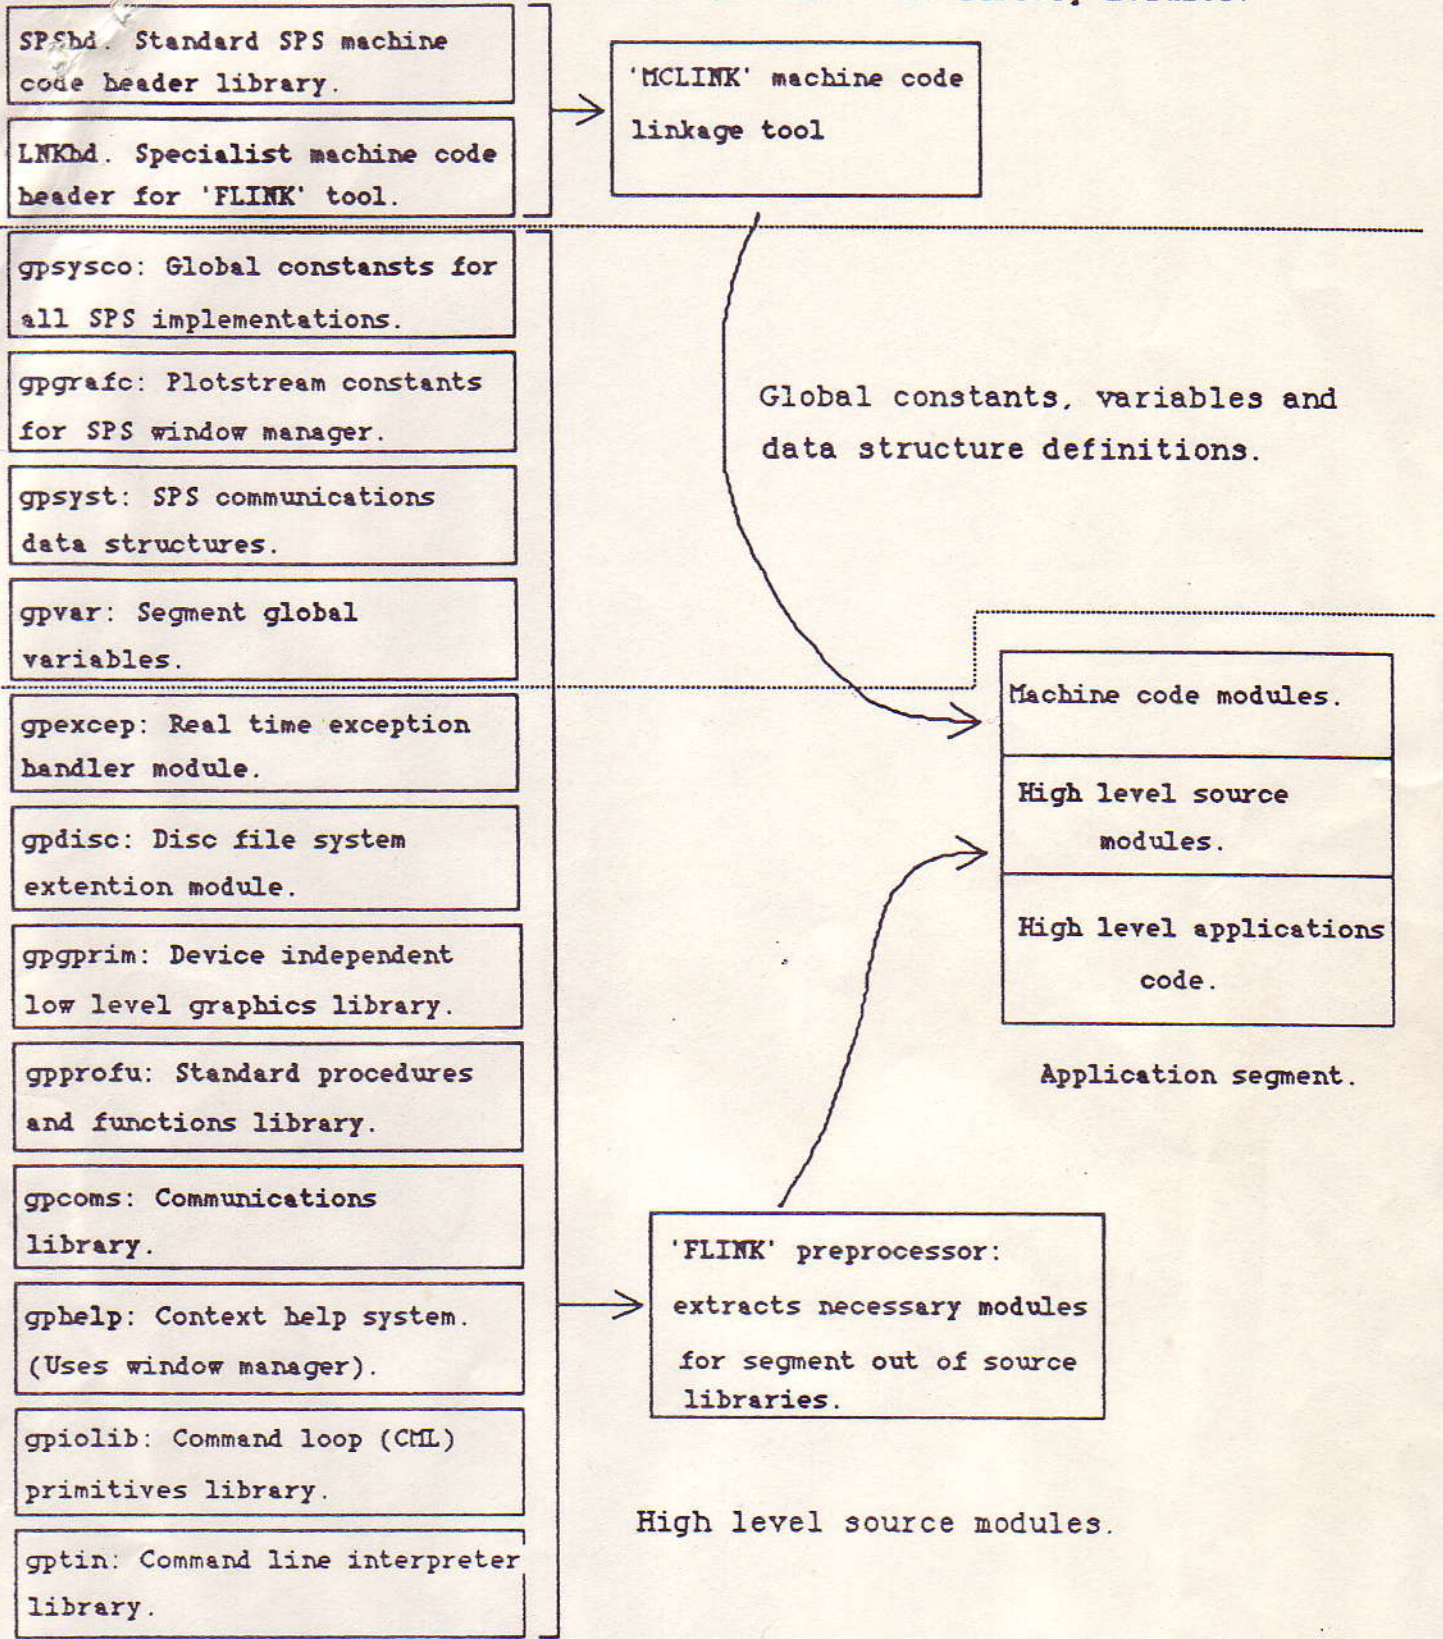 SPShd. Standard SPS machine
code header library.
LNKhd. Specialist machine code
header for 'FLINK' tool.
'MCLINK' machine code
linkage tool
gpsysco: Global constansts for
all SPS implementations.
gpgrafc: Plotstream constants
for SPS window manager.
gpsyst: SPS communications
data structures.
gpvar: Segment global
variables.
Global constants, variables and
data structure definitions.
gpexcep: Real time exception
handler module.
gpdisc: Disc file system
extention module.
gpgprim: Device independent
low level graphics library.
gpprofu: Standard procedures
and functions library.
gpcoms: Communications
library.
gphelp: Context help system.
(Uses window manager).
gpiolib: Command loop (CML)
primitives library.
gptin: Command line interpreter
library.
Machine code modules.
High level source
modules.
High level applications
code.
Application segment.
'FLINK' preprocessor:
extracts necessary modules
for segment out of source
libraries.
High level source modules.